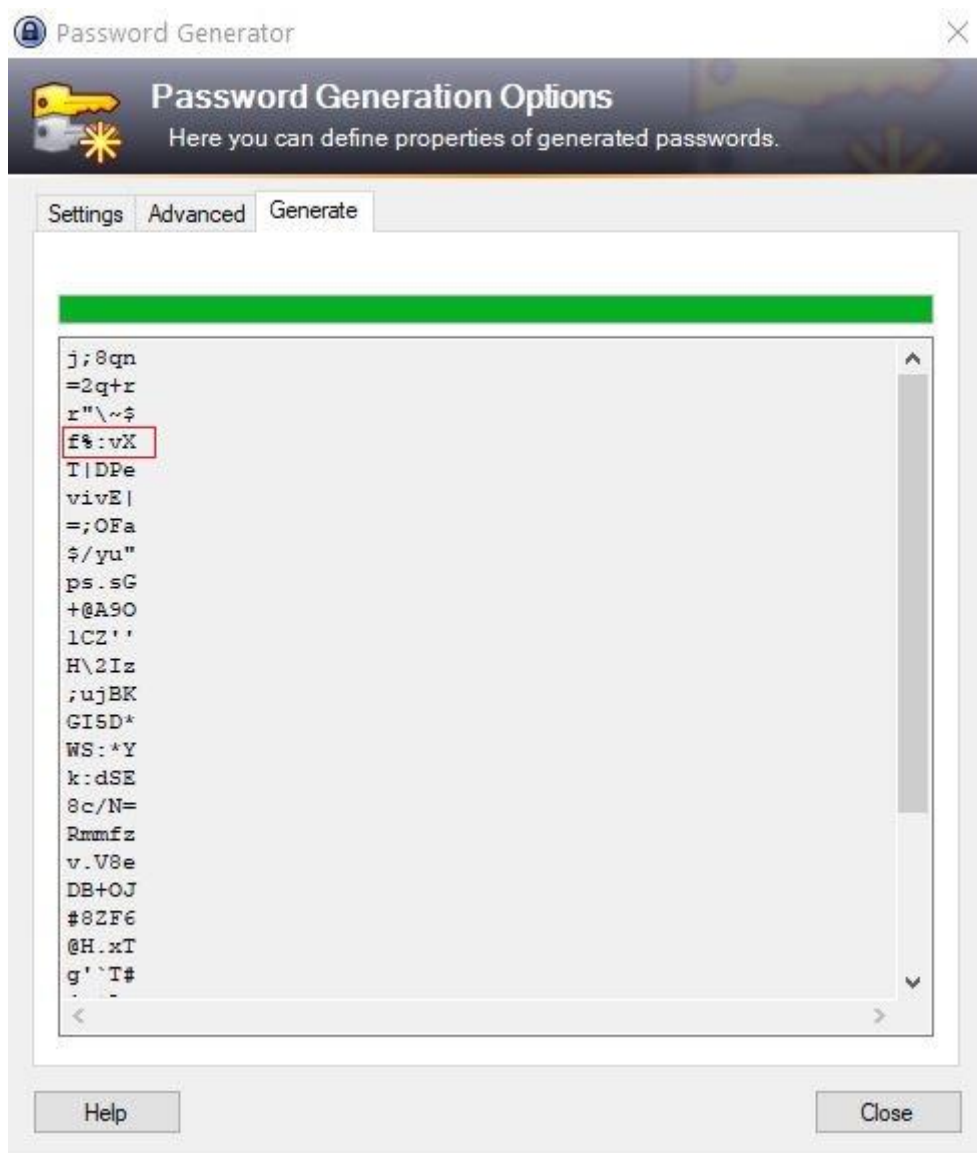 Password Generator
Password Generation Options
Here you can define properties of generated passwords.
Settings Advanced Generate
j;8qn
=2q+r
r"\~$
f%:vX
T|DPe
vivE|
=;OFa
$/yu"
ps.sG
+@A9O
lCZ''
H\2Iz
;ujBK
GI5D*
WS:*Y
k:dSE
8c/N=
Rmmfz
v.V8e
DB+OJ
#8ZF6
@H.xT
g'`T#
Help Close